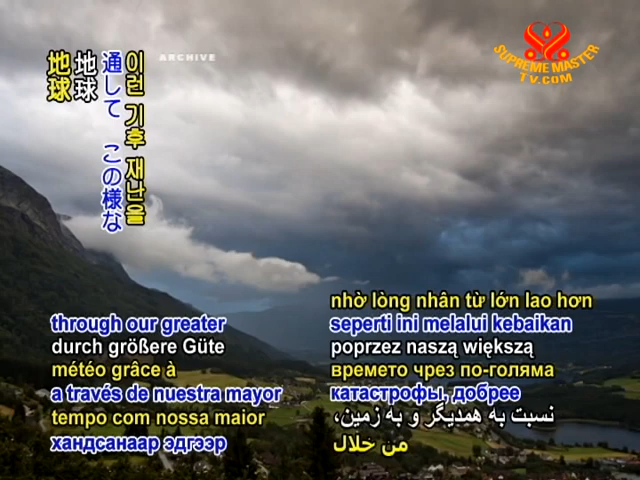 ARCHIVE
SUPREME MASTER
TV.COM
이런 기후 재난을
通して この様な
地球
地球
through our greater
durch größere Güte
météo grâce à
a través de nuestra mayor
tempo com nossa maior
хандсанаар эдгээр
nhờ lòng nhân từ lớn lao hơn
seperti ini melalui kebaikan
poprzez naszą większą
времето чрез по-голяма
катастрофы, добрее
نسبت به همدیگر و به زمین،
من خلال